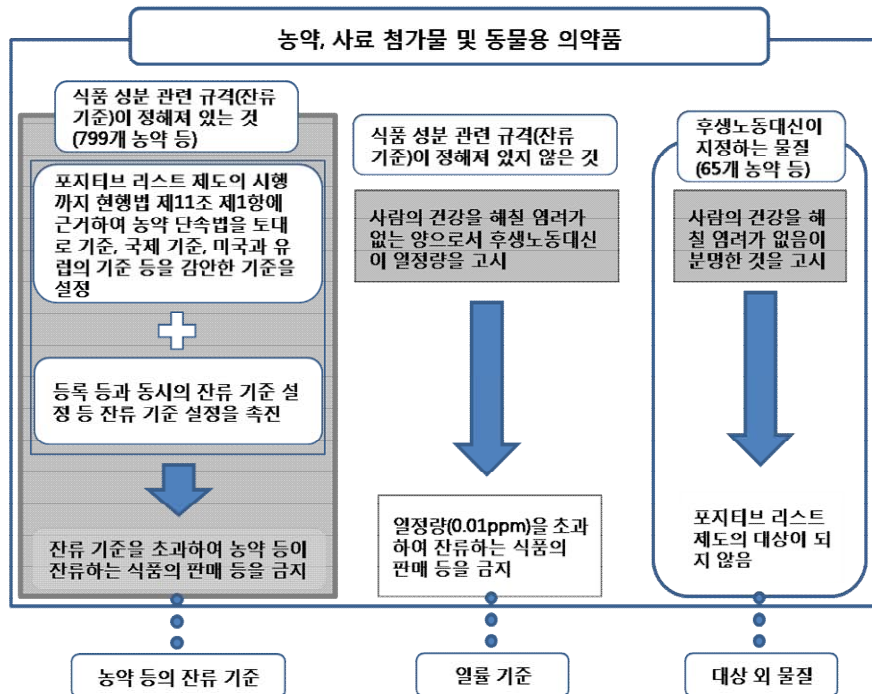 농약, 사료 첨가물 및 동물용 의약품
식품 성분 관련 규격(잔류
기준)이 정해져 있는 것
(799개 농약 등)
포지티브 리스트 제도의 시행
까지 현행법 제11조 제1항에
근거하여 농약 단속법을 토대
로 기준, 국제 기준, 미국과 유
럽의 기준 등을 감안한 기준을
설정
등록 등과 동시의 잔류 기준 설
정 등 잔류 기준 설정을 촉진
잔류 기준을 초과하여 농약 등이
잔류하는 식품의 판매 등을 금지
농약 등의 잔류 기준
식품 성분 관련 규격(잔류
기준)이 정해져 있지 않은 것
사람의 건강을 해칠 염려가
없는 양으로서 후생노동대신
이 일정량을 고시
일정량(0.01ppm)을 초과
하여 잔류하는 식품의
판매 등을 금지
일률 기준
후생노동대신이
지정하는 물질
(65개 농약 등)
사람의 건강을 해
칠 염려가 없음이
분명한 것을 고시
포지티브 리스트
제도의 대상이 되
지 않음
대상 외 물질